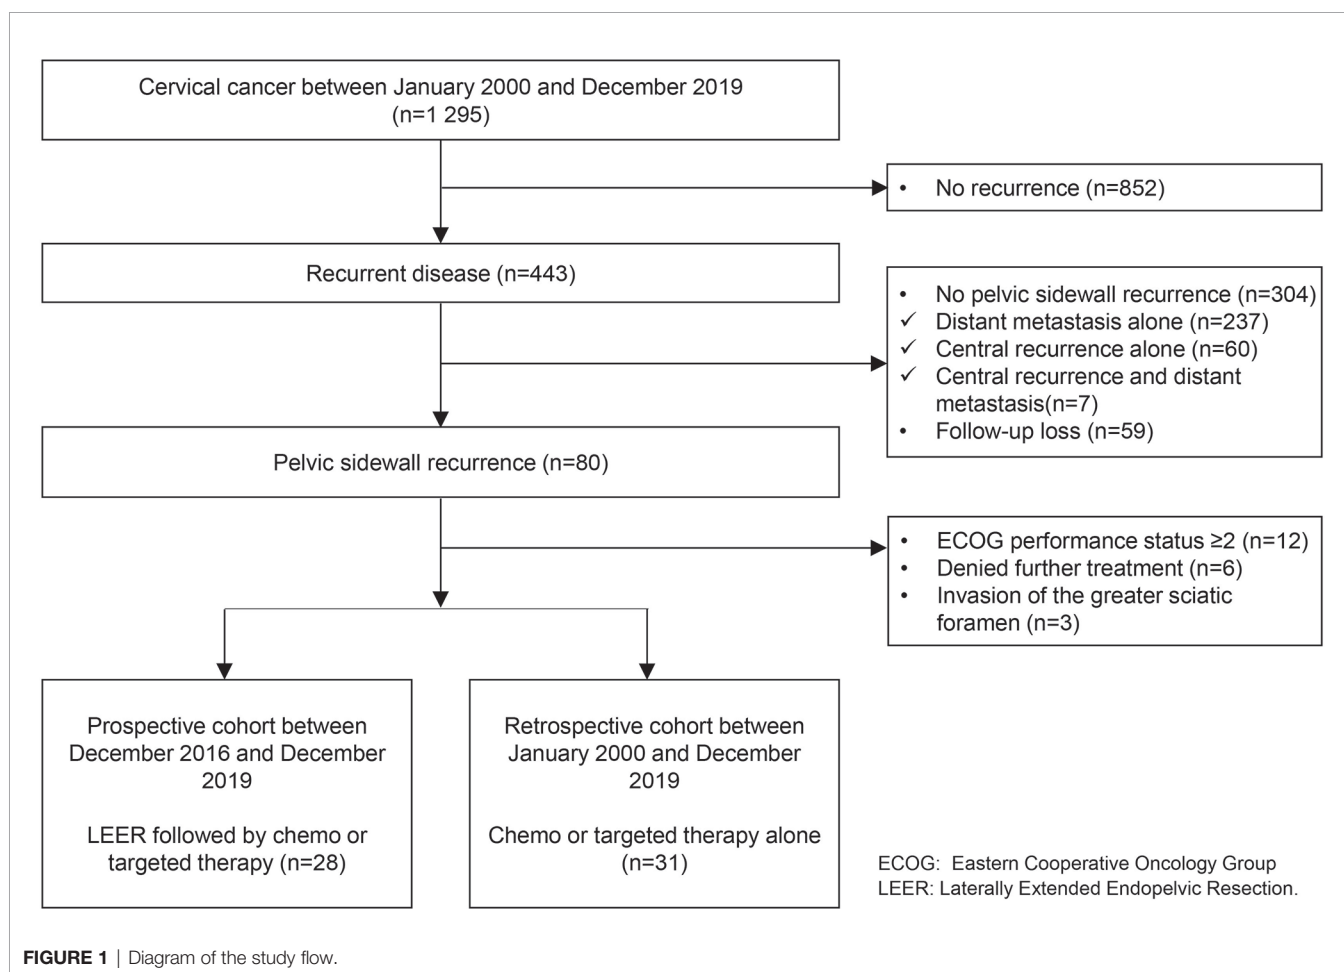 Cervical cancer between January 2000 and December 2019
(n=1 295)
• No recurrence (n=852)
Recurrent disease (n=443)
• No pelvic sidewall recurrence (n=304)
✓ Distant metastasis alone (n=237)
✓ Central recurrence alone (n=60)
✓ Central recurrence and distant
metastasis(n=7)
• Follow-up loss (n=59)
Pelvic sidewall recurrence (n=80)
• ECOG performance status ≥2 (n=12)
• Denied further treatment (n=6)
• Invasion of the greater sciatic
foramen (n=3)
Prospective cohort between
December 2016 and December
2019
LEER followed by chemo or
targeted therapy (n=28)
Retrospective cohort between
January 2000 and December
2019
Chemo or targeted therapy alone
(n=31)
ECOG: Eastern Cooperative Oncology Group
LEER: Laterally Extended Endopelvic Resection.
FIGURE 1 | Diagram of the study flow.